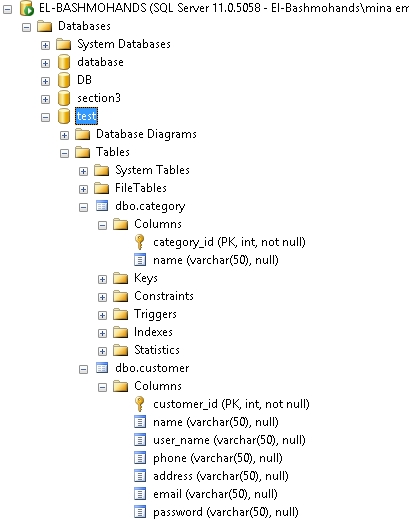 EL-BASHMOHANDS (SQL Server 11.0.5058 - El-Bashmohands\mina em
Databases
System Databases
database
DB
section3
test
Database Diagrams
Tables
System Tables
FileTables
dbo.category
Columns
category_id (PK, int, not null)
name (varchar(50), null)
Keys
Constraints
Triggers
Indexes
Statistics
dbo.customer
Columns
customer_id (PK, int, not null)
name (varchar(50), null)
user_name (varchar(50), null)
phone (varchar(50), null)
address (varchar(50), null)
email (varchar(50), null)
password (varchar(50), null)